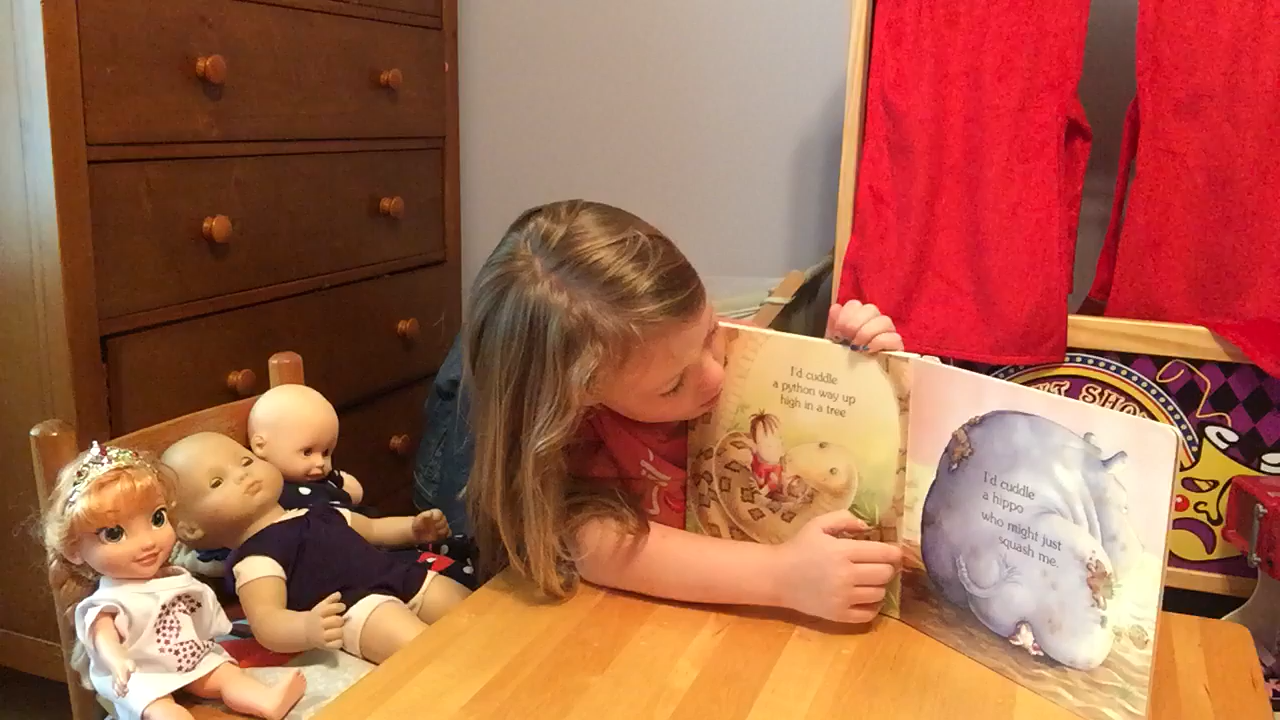 I'd cuddle
a python way up
high in a tree
I'd cuddle
a hippo
who might just
squash me.